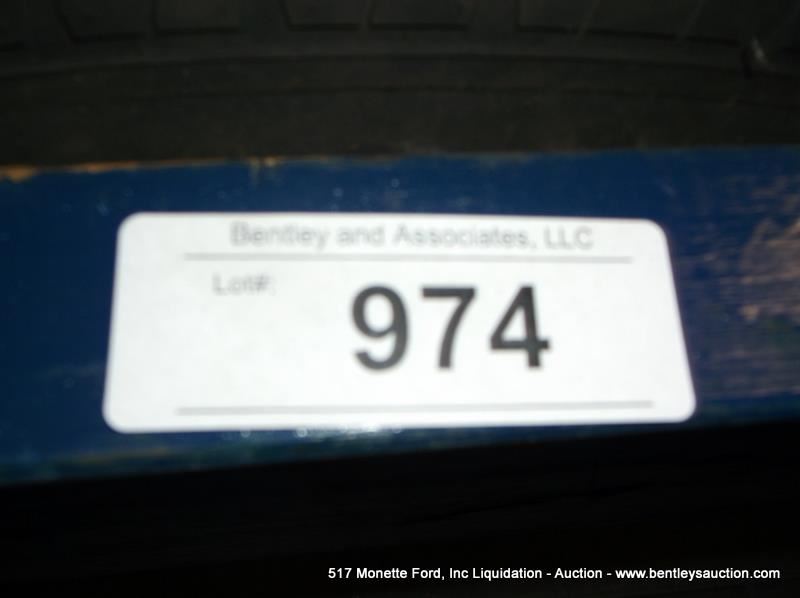 Bentley and Associates, LLC
Lot#:
974
517 Monette Ford, Inc Liquidation - Auction - www.bentleysauction.com